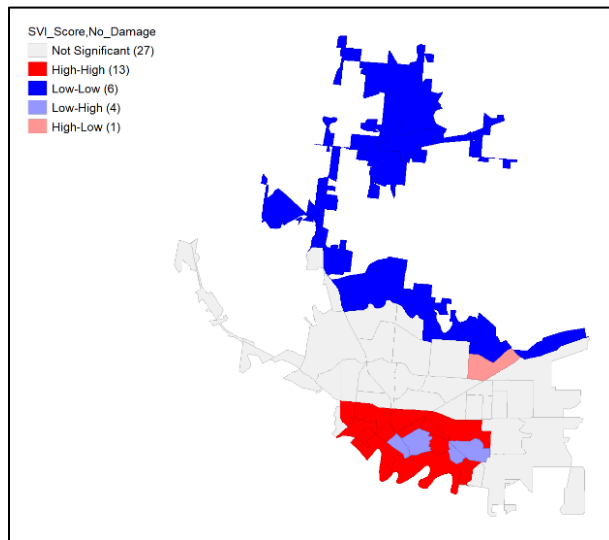 SVI_Score,No_Damage
Not Significant (27)
High-High (13)
Low-Low (6)
Low-High (4)
High-Low (1)